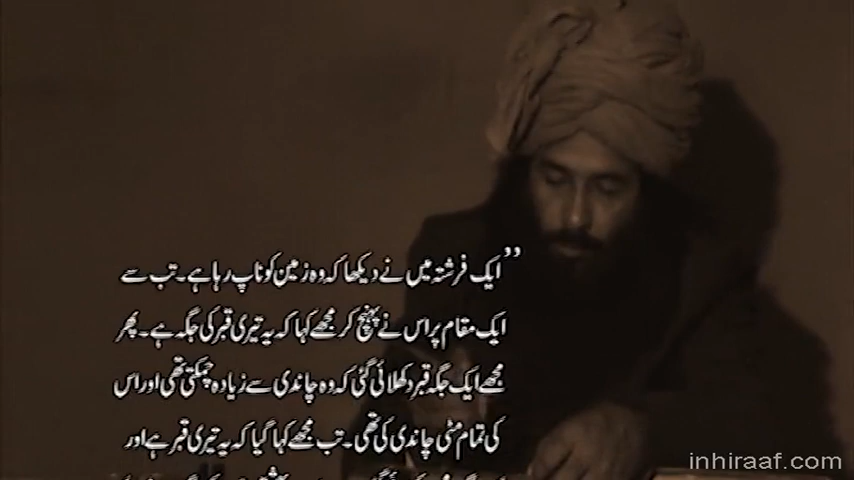 ”ایک فرشتہ میں نے دیکھا کہ وہ زمین کو ناپ رہا ہے۔ تب سے
ایک مقام پر اس نے پہنچ کر مجھے کہا کہ یہ تیری قبر کی جگہ ہے۔ پھر
مجھے ایک جگہ قبر دکھلائی گئی کہ وہ چاندی سے زیادہ چمکتی تھی اور اس
کی تمام مٹی چاندی کی تھی۔ تب مجھے کہا گیا کہ یہ تیری قبر ہے اور
inhiraaf.com